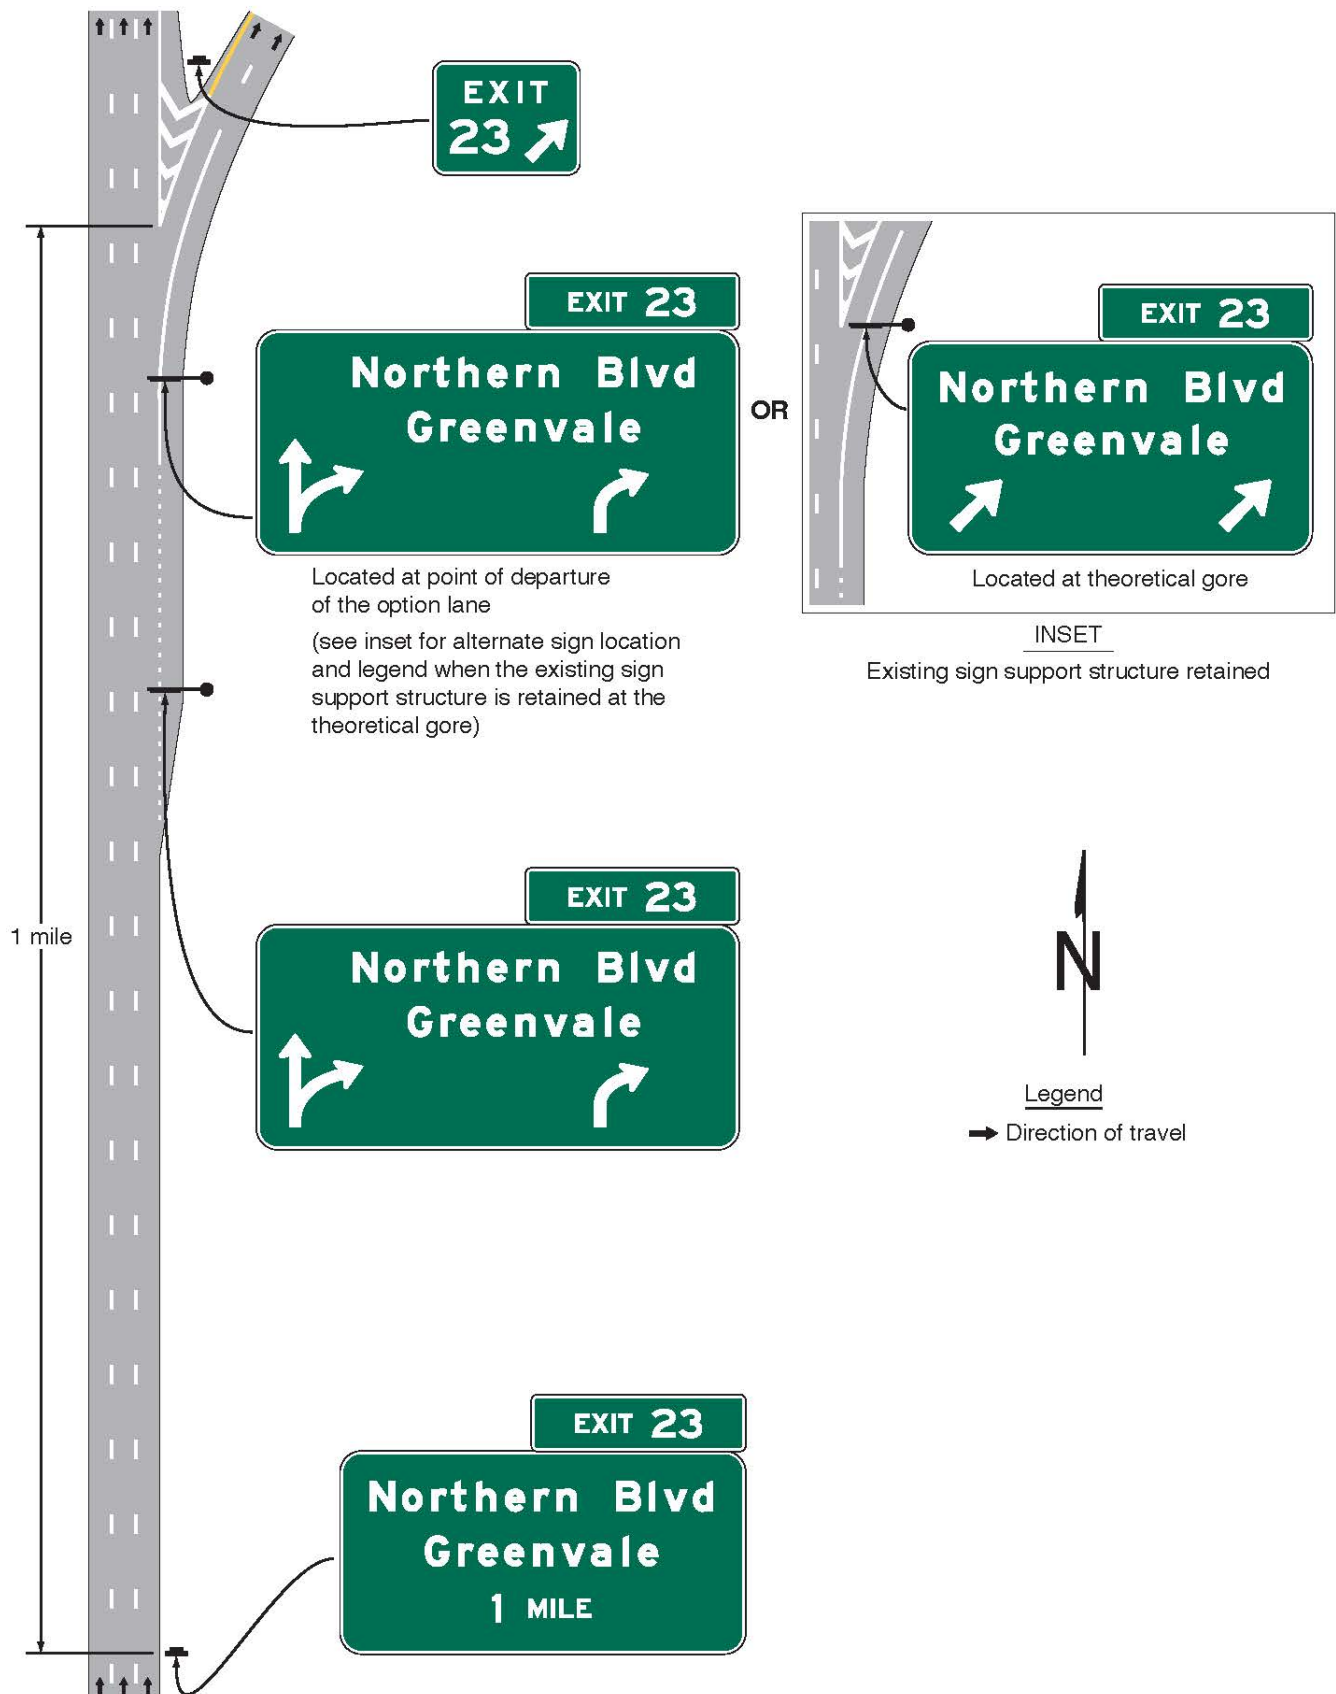 EXIT
23
EXIT 23
Northern Blvd
Greenvale
Located at point of departure
of the option lane
(see inset for alternate sign location
and legend when the existing sign
support structure is retained at the
theoretical gore)
OR
EXIT 23
Northern Blvd
Greenvale
Located at theoretical gore
INSET
Existing sign support structure retained
1 mile
EXIT 23
Northern Blvd
Greenvale
N
Legend
Direction of travel
EXIT 23
Northern Blvd
Greenvale
1 MILE